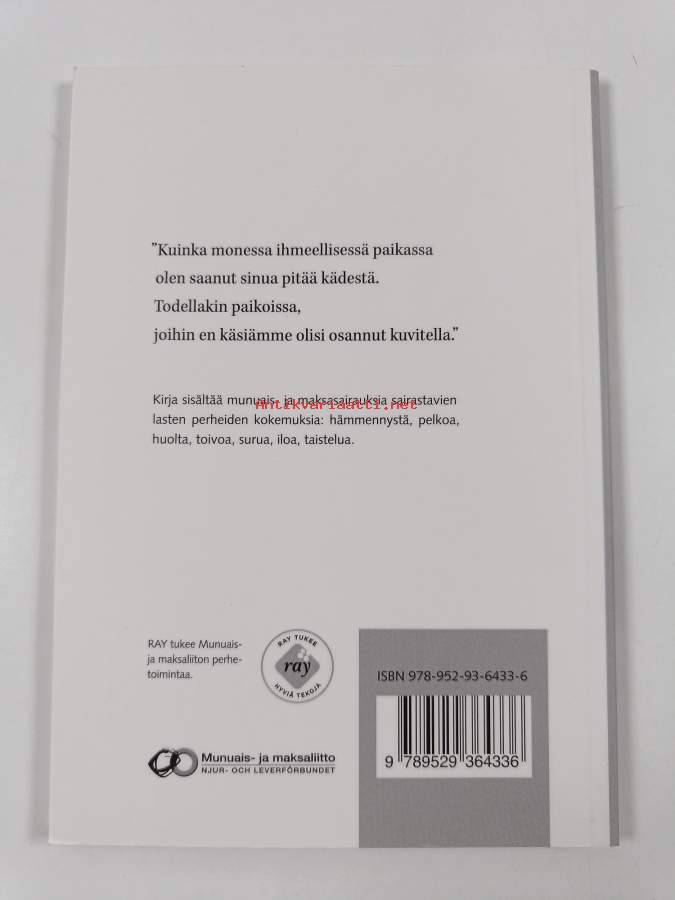 ”Kuinka monessa ihmeellisessä paikassa
olen saanut sinua pitää kädestä.
Todellakin paikoissa,
joihin en käsiämme olisi osannut kuvitella.”
Kirja sisältää munuais- ja maksasairauksia sairastavien
Antikvariaatti.net
lasten perheiden kokemuksia: hämmennystä, pelkoa,
huolta, toivoa, surua, iloa, taistelua.
RAY tukee Munuais-
ja maksaliiton perhe-
toimintaa.
RAY TUKEE
ray
HYVIÄ TEKOJA
Munuais- ja maksaliitto
NJUR- OCH LEVERFÖRBUNDET
ISBN 978-952-93-6433-6
9 789529 364336